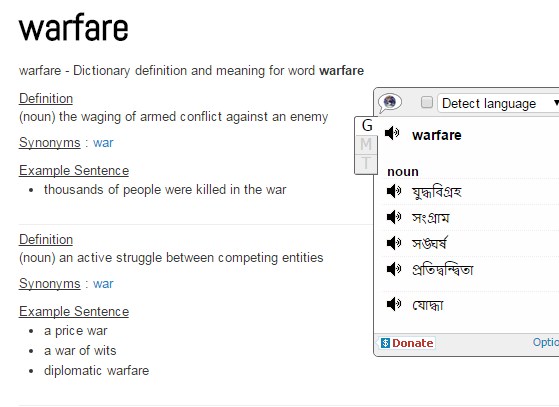 warfare
warfare - Dictionary definition and meaning for word warfare
Definition
(noun) the waging of armed conflict against an enemy
Synonyms : war
Example Sentence
thousands of people were killed in the war
Definition
(noun) an active struggle between competing entities
Synonyms : war
Example Sentence
a price war
a war of wits
diplomatic warfare
Detect language
G
M
T
warfare
noun
যুদ্ধবিগ্রহ
সংগ্রাম
সঙ্ঘর্ষ
প্রতিদ্বন্দ্বিতা
যোদ্ধা
$ Donate
Optio